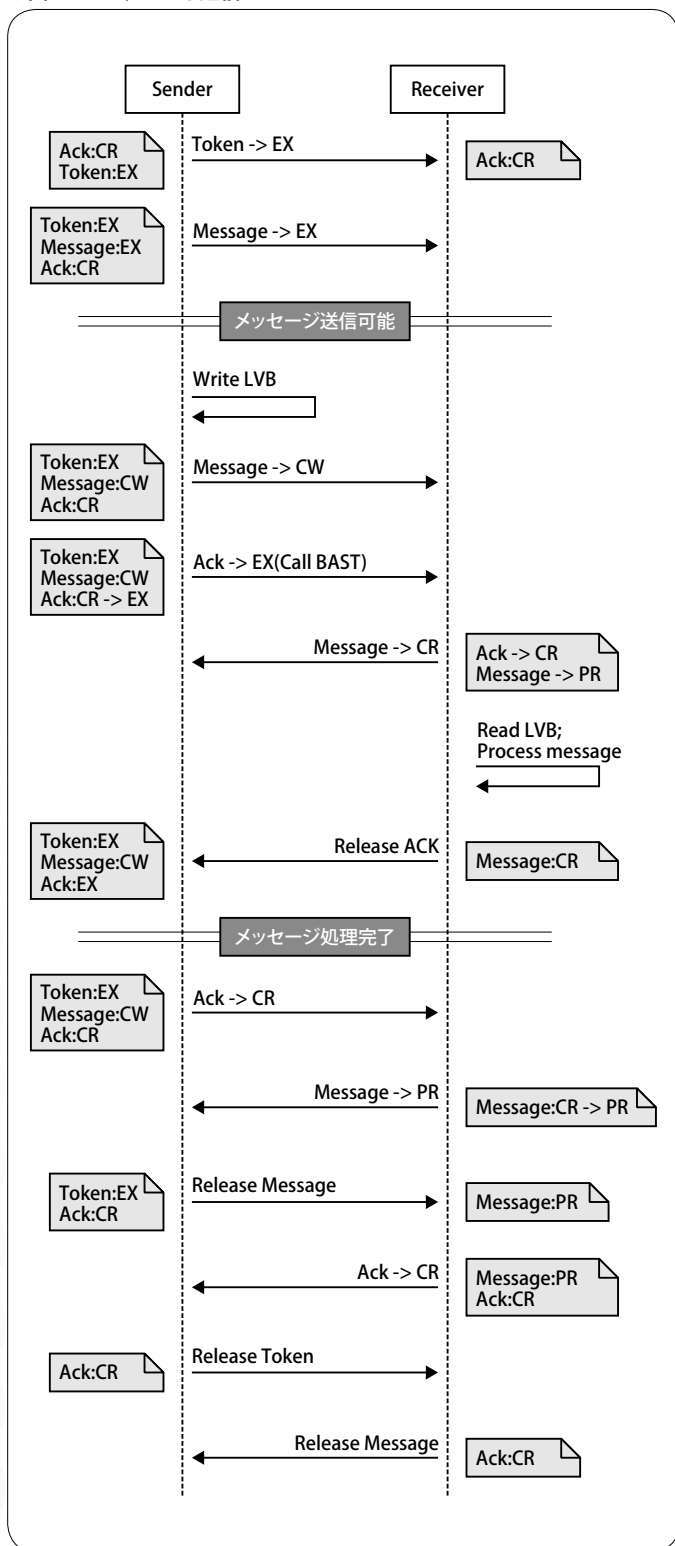 Sender
Receiver
Ack:CR
Token:EX
Token -> EX
Ack:CR
Token:EX
Message:EX
Ack:CR
Message -> EX
メッセージ送信可能
Write LVB
Token:EX
Message:CW
Ack:CR
Message -> CW
Token:EX
Message:CW
Ack:CR -> EX
Ack -> EX(Call BAST)
Message -> CR
Ack -> CR
Message -> PR
Read LVB;
Process message
Token:EX
Message:CW
Ack:EX
Release ACK
Message:CR
メッセージ処理完了
Token:EX
Message:CW
Ack:CR
Ack -> CR
Message -> PR
Message:CR -> PR
Token:EX
Ack:CR
Release Message
Message:PR
Ack -> CR
Message:PR
Ack:CR
Ack:CR
Release Token
Release Message
Ack:CR